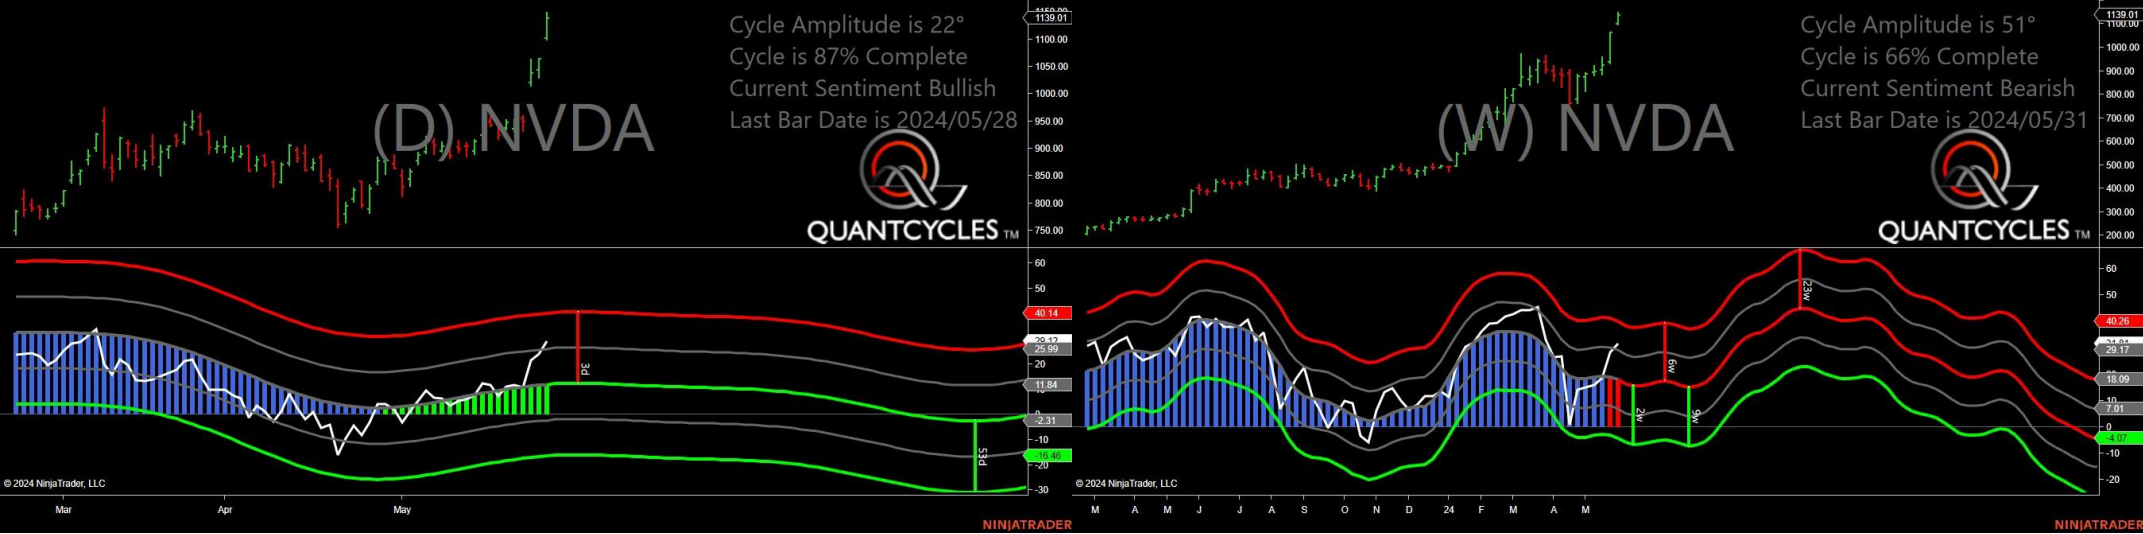 Cycle Amplitude is 22°
Cycle is 87% Complete
Current Sentiment Bullish
Last Bar Date is 2024/05/28
(D) NVDA
QUANTCYCLES TM
1139.01
1100.00
1050.00
1000.00
950.00
900.00
850.00
800.00
750.00
60
50
40.14
25.99
20
11.84
-2.31
-10
-16.46
-20
-30
3d
53d
© 2024 NinjaTrader, LLC
Mar Apr May
NINJATRADER
Cycle Amplitude is 51°
Cycle is 66% Complete
Current Sentiment Bearish
Last Bar Date is 2024/05/31
(W) NVDA
QUANTCYCLES TM
1139.01
1100.00
1000.00
900.00
800.00
700.00
600.00
500.00
400.00
300.00
200.00
60
50
40.26
29.17
18.09
10
7.01
0
-4.07
-10
-20
23w
6w
2w
9w
© 2024 NinjaTrader, LLC
M A M J J A S O N D 24 F M A M
NINJATRADER